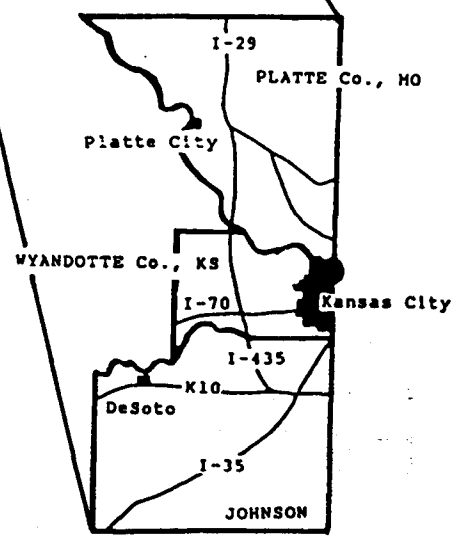 I-29
PLATTE Co., MO
Platte City
WYANDOTTE Co., KS
I-70
Kansas City
I-435
K10
DeSoto
I-35
JOHNSON